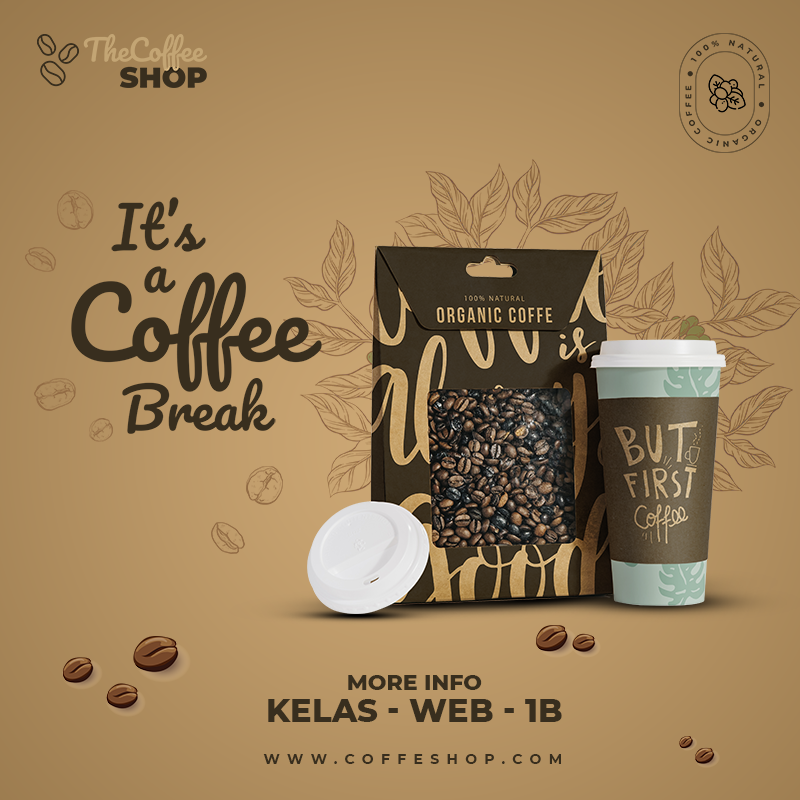 TheCoffee
SHOP
100% NATURAL
ORGANIC COFFEE
It's
a
Coffee
Break
100% NATURAL
ORGANIC COFFE
is
BUT
FIRST
Coffee
MORE INFO
KELAS - WEB - 1B
WWW.COFFESHOP.COM